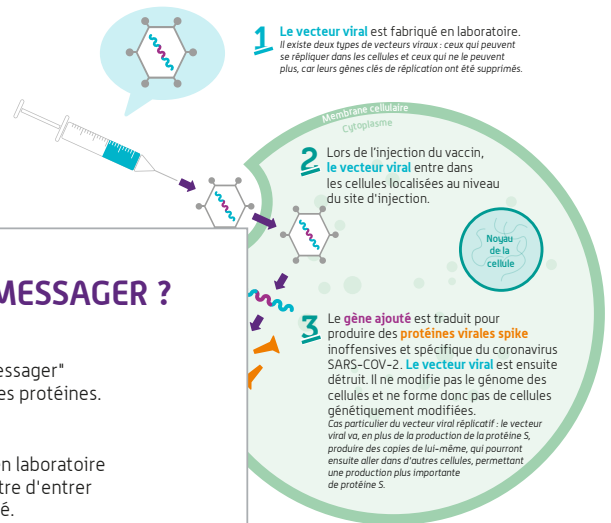 1 Le vecteur viral est fabriqué en laboratoire.
Il existe deux types de vecteurs viraux : ceux qui peuvent
se répliquer dans les cellules et ceux qui ne le peuvent
plus, car leurs gènes clés de réplication ont été supprimés.
Membrane cellulaire
Cytoplasme
2 Lors de l'injection du vaccin,
le vecteur viral entre dans
les cellules localisées au niveau
du site d'injection.
Noyau
de la
cellule
3 Le gène ajouté est traduit pour
produire des protéines virales spike
inoffensives et spécifique du coronavirus
SARS-COV-2. Le vecteur viral est ensuite
détruit. Il ne modifie pas le génome des
cellules et ne forme donc pas de cellules
génétiquement modifiées.
Cas particulier du vecteur viral réplicatif : le vecteur
viral va, en plus de la production de la protéine S,
produire des copies de lui-même, qui pourront
ensuite aller dans d'autres cellules, permettant
une production plus importante
de protéine S.
MESSAGER ?
essager"
es protéines.
en laboratoire
tre d'entrer
é.